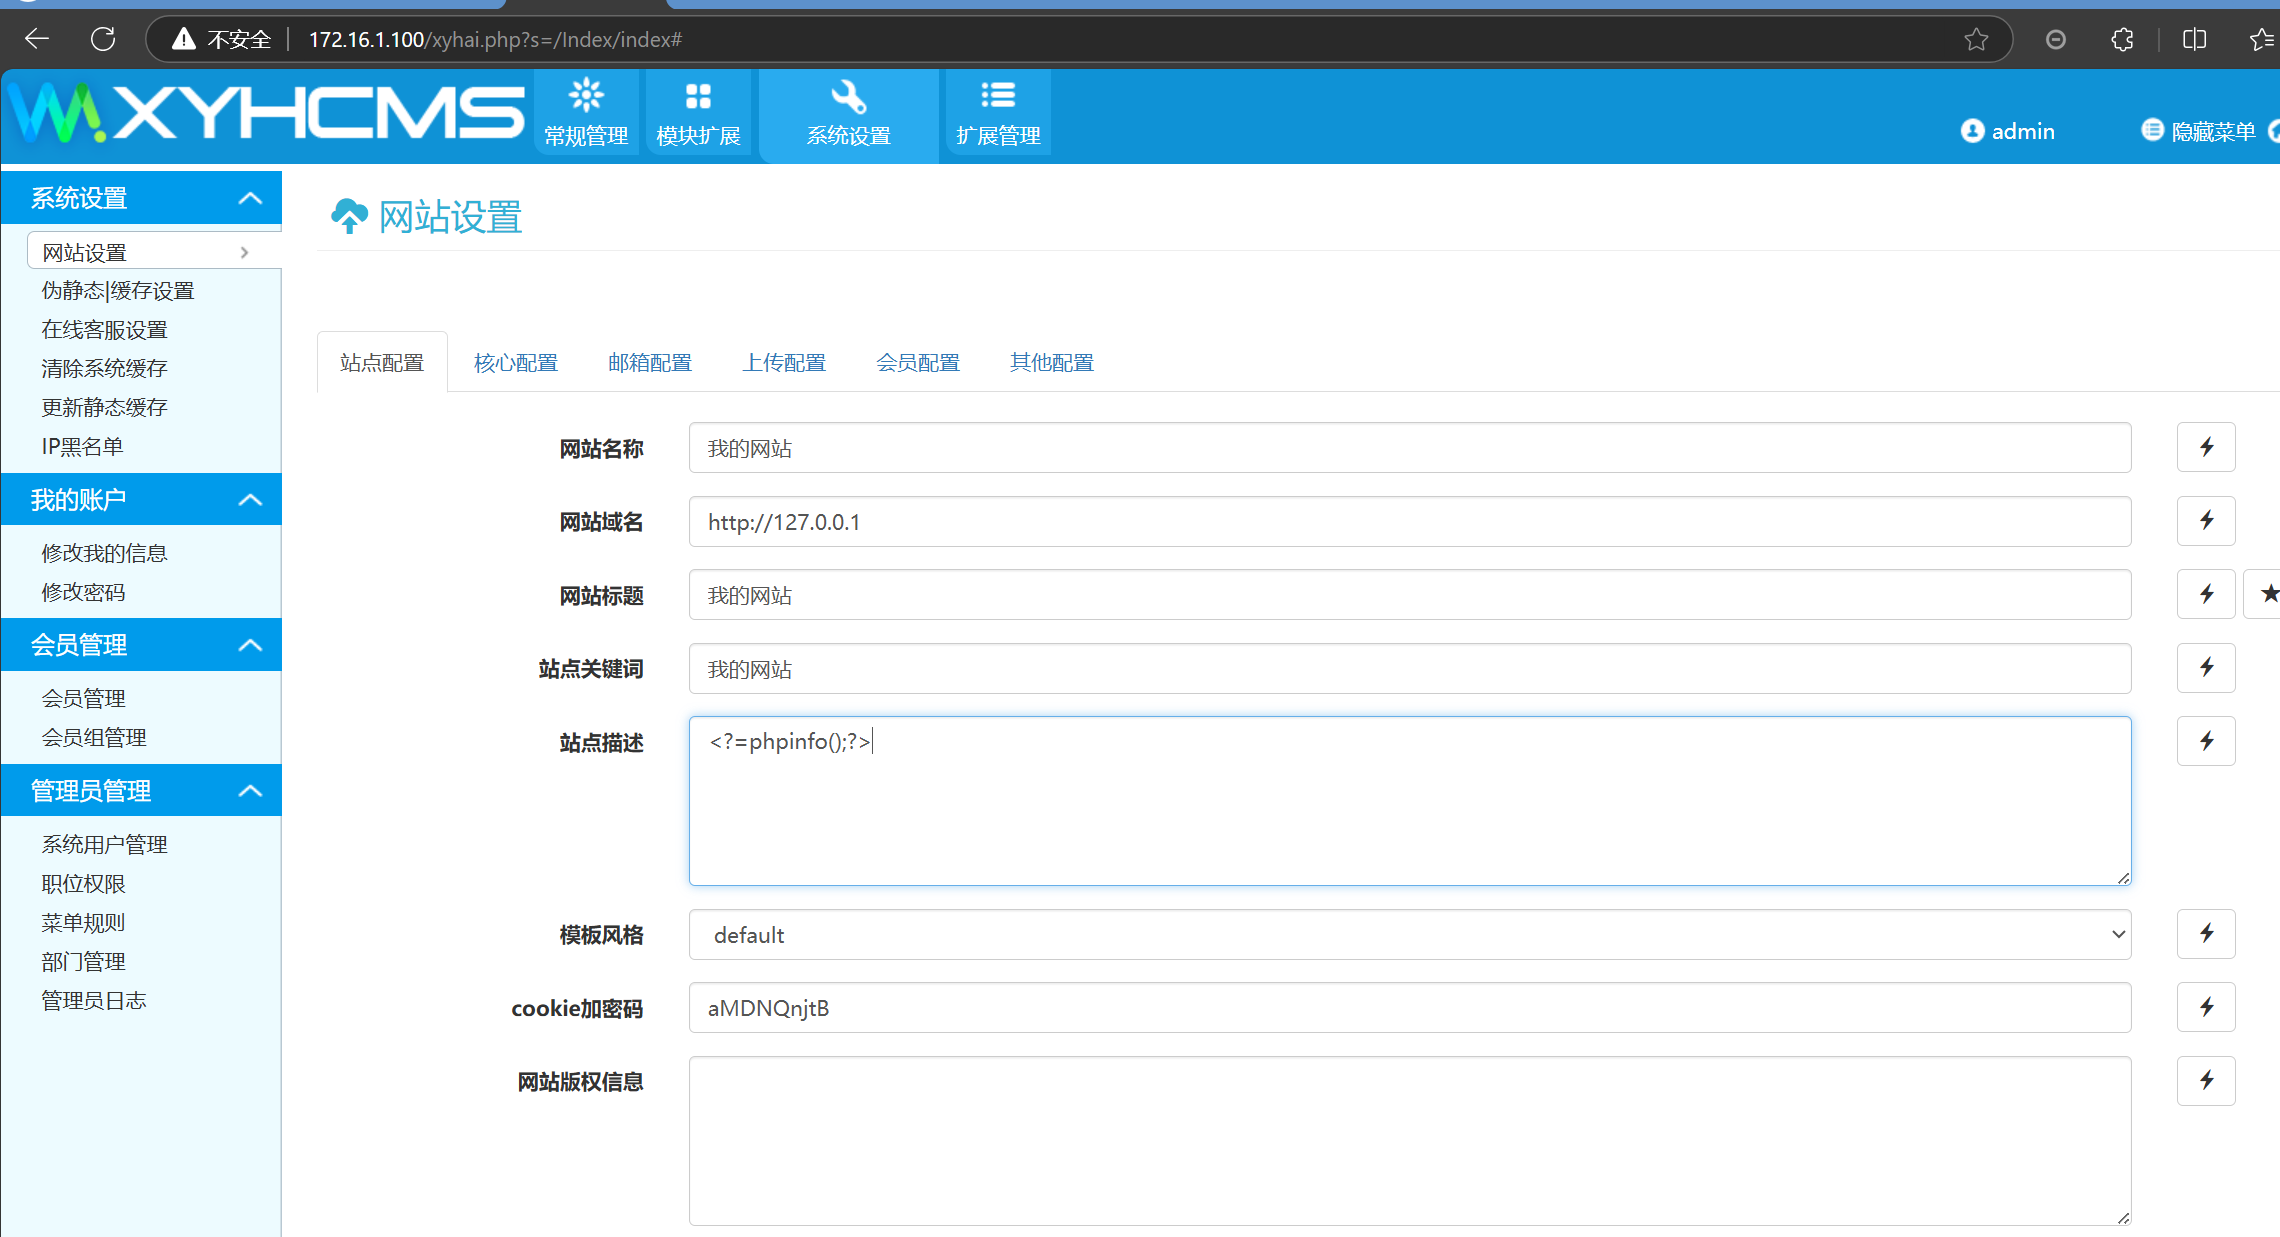 不安全 172.16.1.100/xyhai.php?s=/Index/index#
XYHCMS
常规管理 模块扩展 系统设置 扩展管理
admin 隐藏菜单
系统设置
网站设置
伪静态|缓存设置
在线客服设置
清除系统缓存
更新静态缓存
IP黑名单
我的账户
修改我的信息
修改密码
会员管理
会员管理
会员组管理
管理员管理
系统用户管理
职位权限
菜单规则
部门管理
管理员日志
网站设置
站点配置 核心配置 邮箱配置 上传配置 会员配置 其他配置
网站名称 我的网站
网站域名 http://127.0.0.1
网站标题 我的网站
站点关键词 我的网站
站点描述 <?=phpinfo();?>
模板风格 default
cookie加密码 aMDNQnjtB
网站版权信息